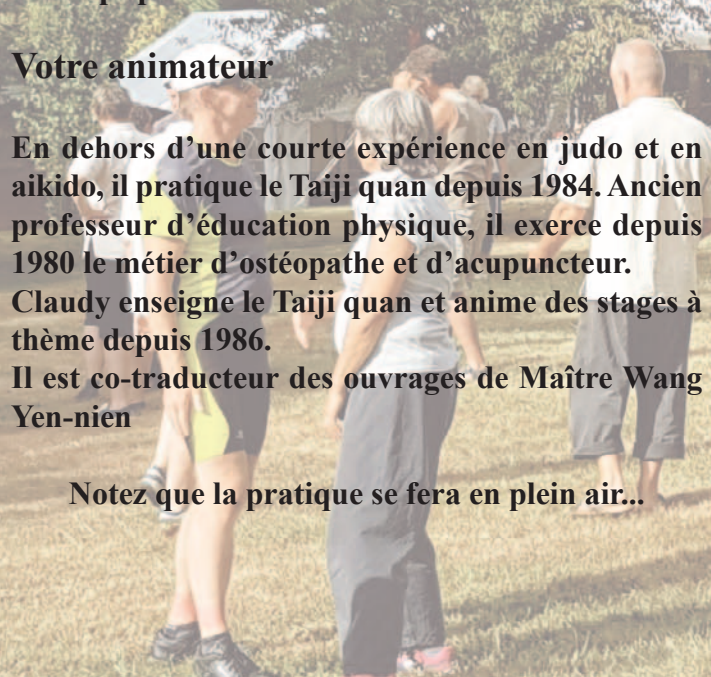 Votre animateur
En dehors d’une courte expérience en judo et en
aikido, il pratique le Taiji quan depuis 1984. Ancien
professeur d’éducation physique, il exerce depuis
1980 le métier d’ostéopathe et d’acupuncteur.
Claudy enseigne le Taiji quan et anime des stages à
thème depuis 1986.
Il est co-traducteur des ouvrages de Maître Wang
Yen-nien
Notez que la pratique se fera en plein air...